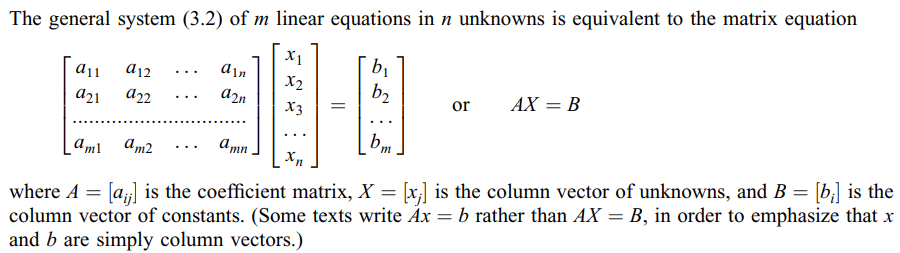 The general system (3.2) of m linear equations in n unknowns is equivalent to the matrix equation
[ a₁₁ a₁₂ ... a₁ₙ ] [ x₁ ] [ b₁ ]
[ a₂₁ a₂₂ ... a₂ₙ ] [ x₂ ] [ b₂ ]
[ ................................. ] [ x₃ ] = [ ... ] or AX = B
[ aₘ₁ aₘ₂ ... aₘₙ ] [ ... ] [ bₘ ]
[ xₙ ]
where A = [aᵢⱼ] is the coefficient matrix, X = [xⱼ] is the column vector of unknowns, and B = [bᵢ] is the
column vector of constants. (Some texts write Ax = b rather than AX = B, in order to emphasize that x
and b are simply column vectors.)